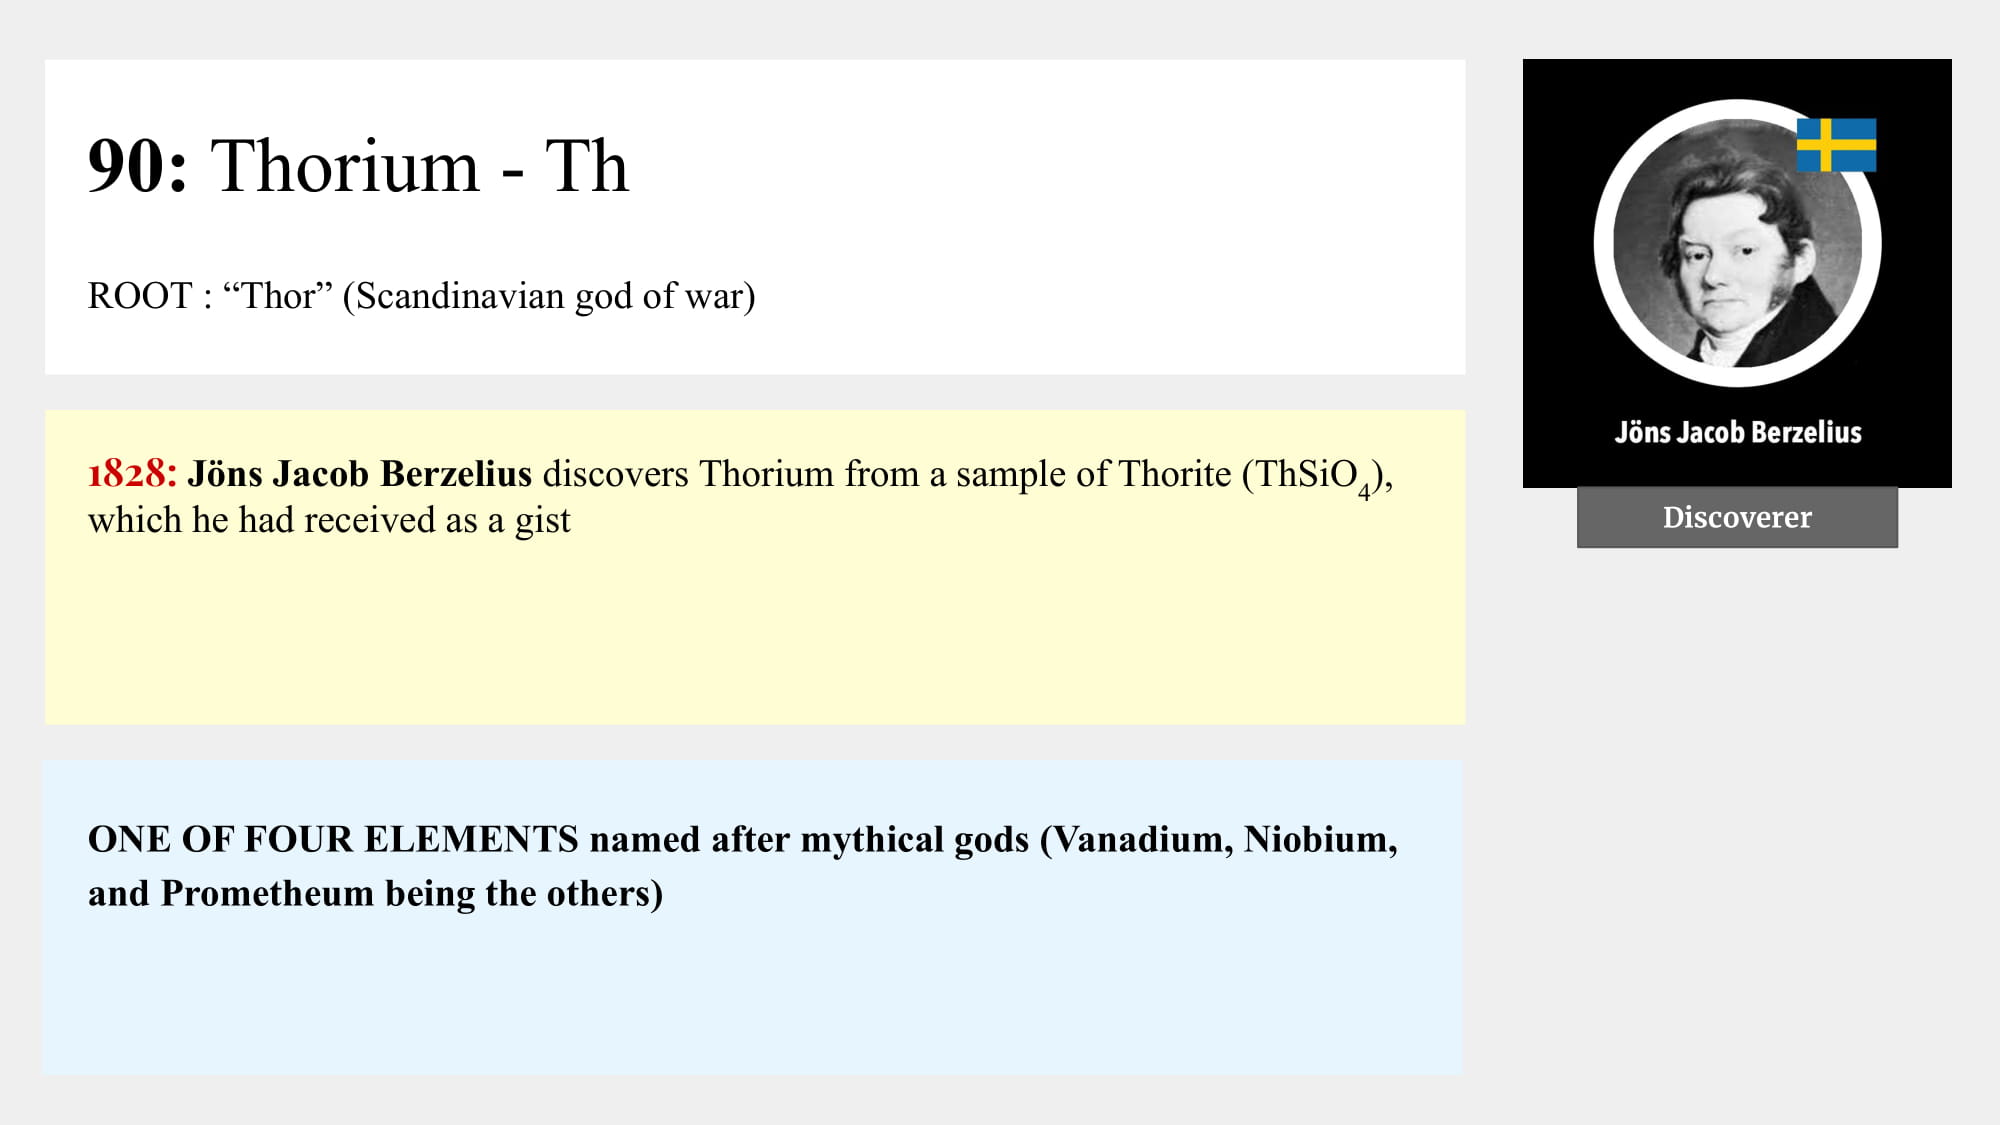 90: Thorium - Th
ROOT : “Thor” (Scandinavian god of war)
1828: Jöns Jacob Berzelius discovers Thorium from a sample of Thorite (ThSiO4),
which he had received as a gist
ONE OF FOUR ELEMENTS named after mythical gods (Vanadium, Niobium,
and Prometheum being the others)
Jöns Jacob Berzelius
Discoverer